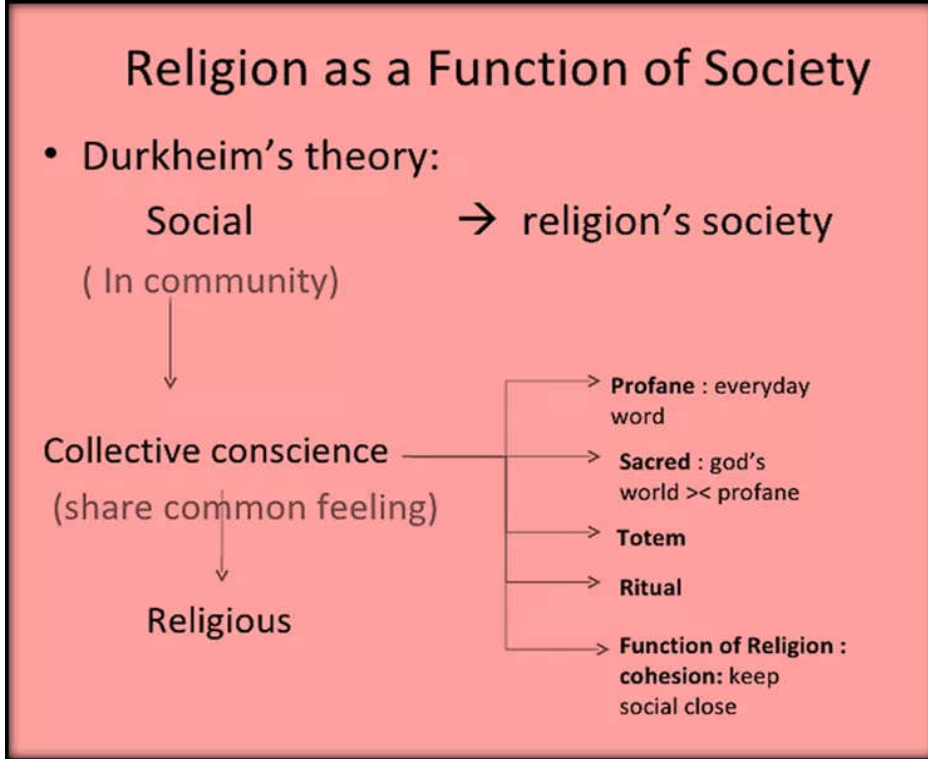 Religion as a Function of Society
• Durkheim's theory:
Social → religion's society
( In community)
Collective conscience
(share common feeling)
Religious
Profane : everyday
word
Sacred : god's
world >< profane
Totem
Ritual
Function of Religion :
cohesion: keep
social close